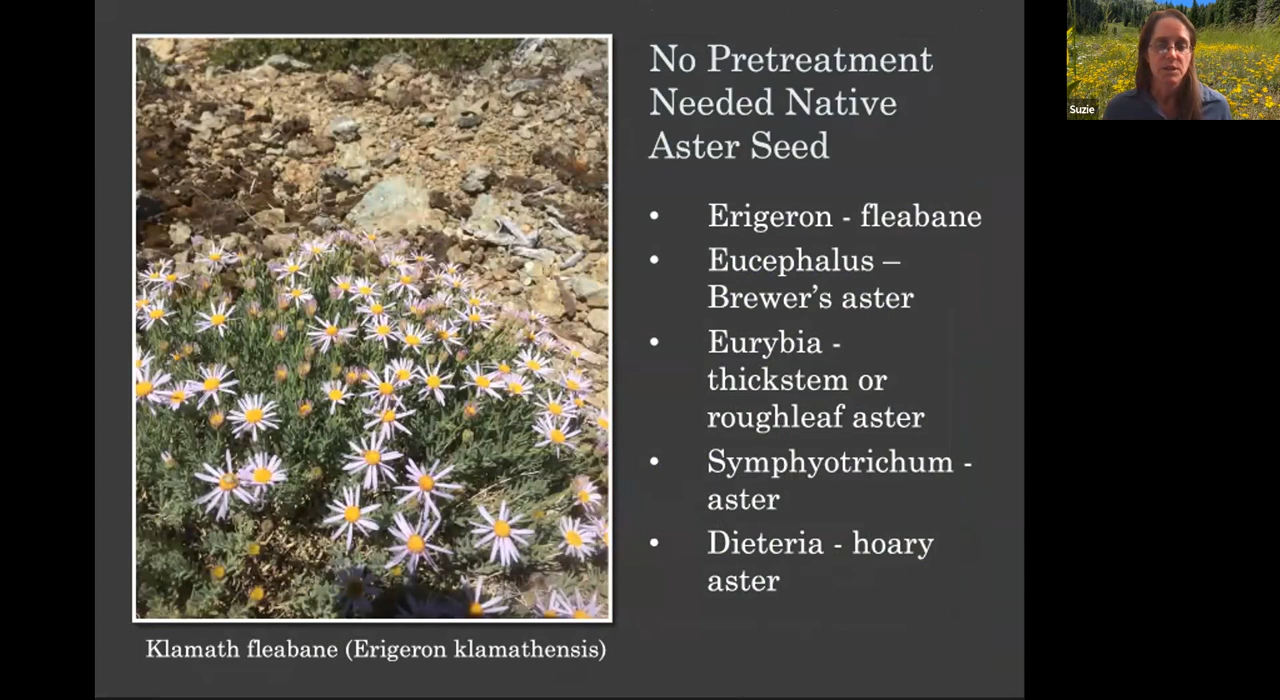 No Pretreatment
Needed Native
Aster Seed
• Erigeron - fleabane
• Eucephalus –
Brewer's aster
• Eurybia -
thickstem or
roughleaf aster
• Symphyotrichum -
aster
• Dieteria - hoary
aster
Klamath fleabane (Erigeron klamathensis)
Suzie